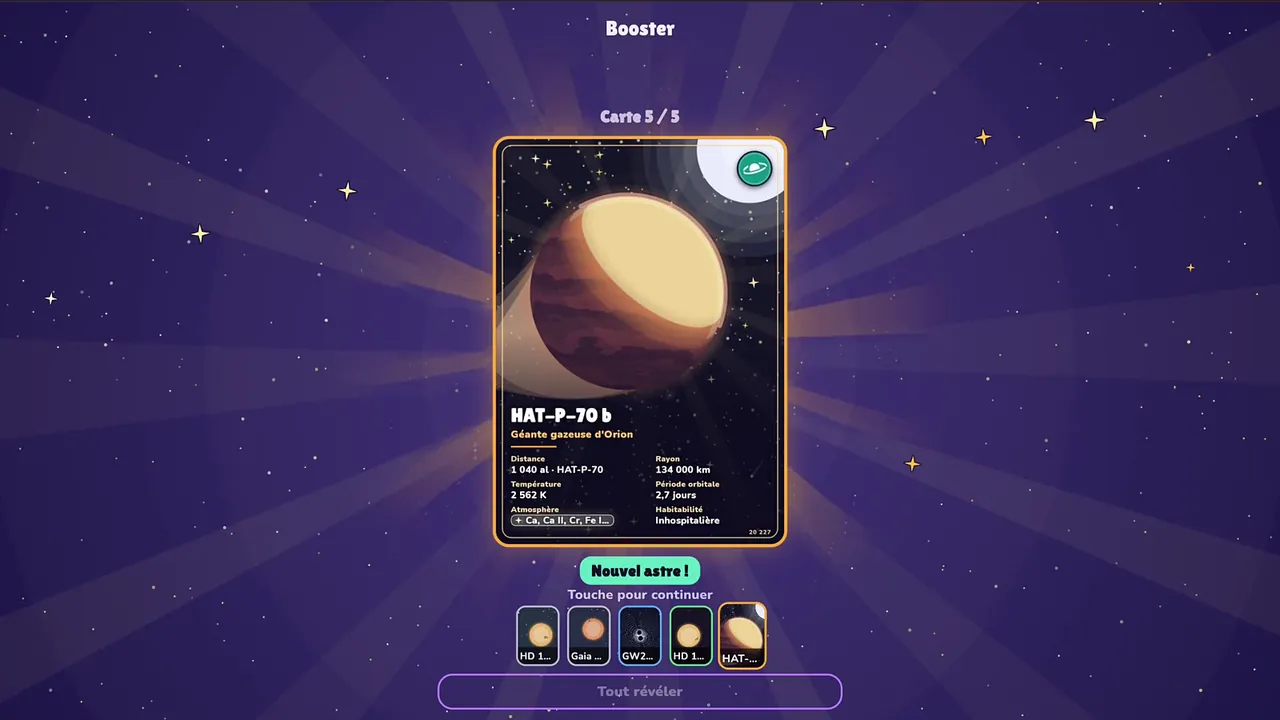 Booster
Carte 5 / 5
HAT-P-70 b
Géante gazeuse d'Orion
Distance
1 040 al · HAT-P-70
Rayon
134 000 km
Température
2 562 K
Période orbitale
2,7 jours
Atmosphère
+ Ca, Ca II, Cr, Fe I...
Habitabilité
Inhospitalière
20 227
Nouvel astre !
Touche pour continuer
HD 1...
Gaia ...
GW2...
HD 1...
HAT-...
Tout révéler